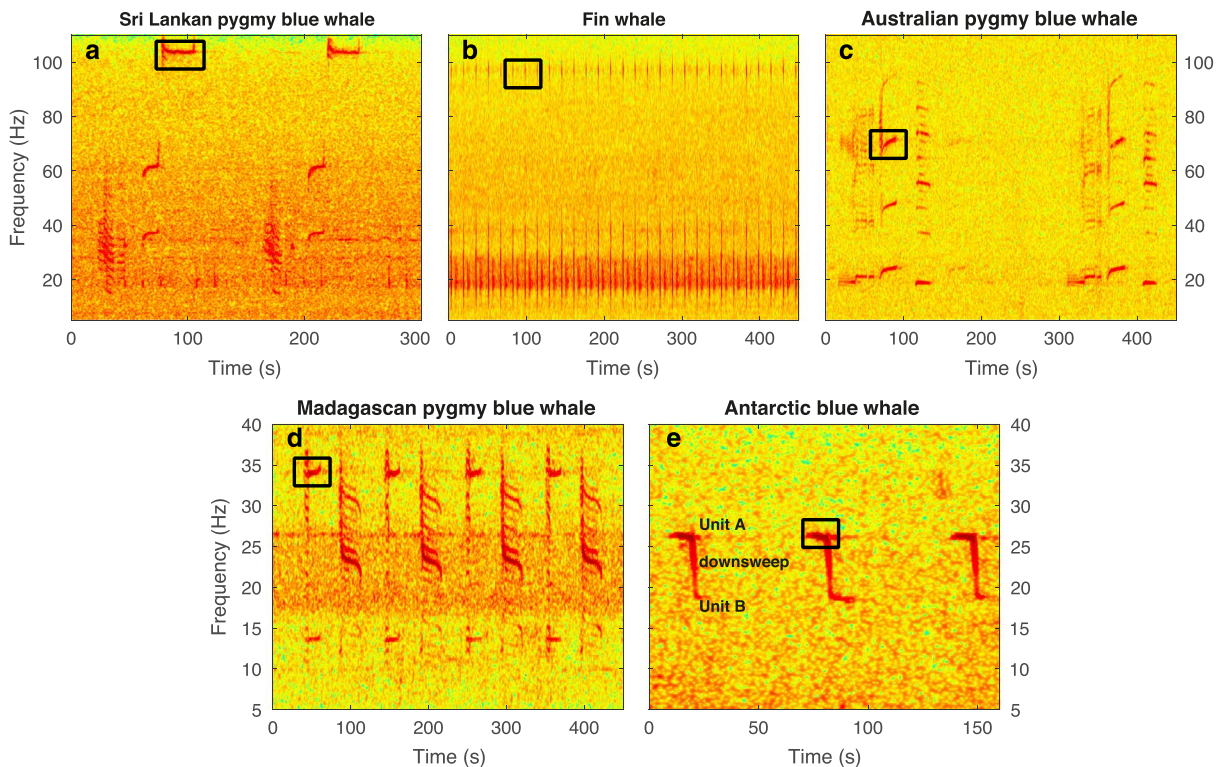 Sri Lankan pygmy blue whale
Fin whale
Australian pygmy blue whale
a
b
c
Frequency (Hz)
100
80
60
40
20
100
80
60
40
20
0 100 200 300
0 100 200 300 400
0 100 200 300 400
Time (s)
Time (s)
Time (s)
Madagascan pygmy blue whale
Antarctic blue whale
d
e
Frequency (Hz)
40
35
30
25
20
15
10
5
Unit A
downsweep
Unit B
40
35
30
25
20
15
10
5
0 100 200 300 400
0 50 100 150
Time (s)
Time (s)